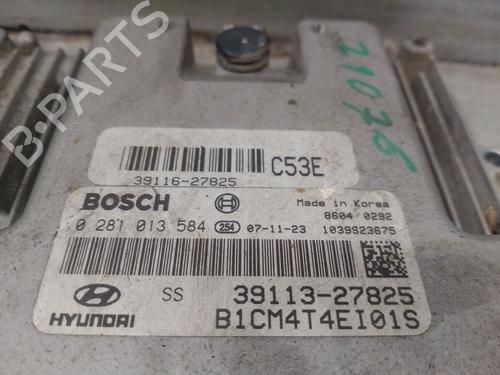 B-PARTS
21076
39116-27825
C53E
BOSCH
Made in Korea
8604 0292
0 281 013 584 254 07-11-23 1039S23675
HYUNDAI
SS
39113-27825
B1CM4T4EI01S